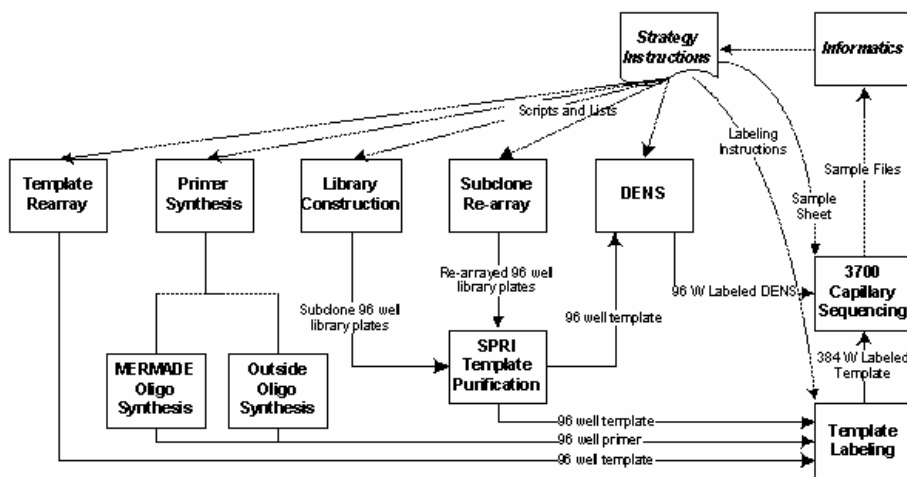 Strategy
Instructions
Informatics
Scripts and Lists
Labeling
Instructions
Sample Files
Sample
Sheet
Template
Rearray
Primer
Synthesis
Library
Construction
Subclone
Re-array
DENS
Re-arrayed 96 well
library plates
Subclone 96 well
library plates
96 well template
96 W Labeled DENS
3700
Capillary
Sequencing
MERMADE
Oligo
Synthesis
Outside
Oligo
Synthesis
SPRI
Template
Purification
384 W Labeled
Template
96 well template
96 well primer
96 well template
Template
Labeling